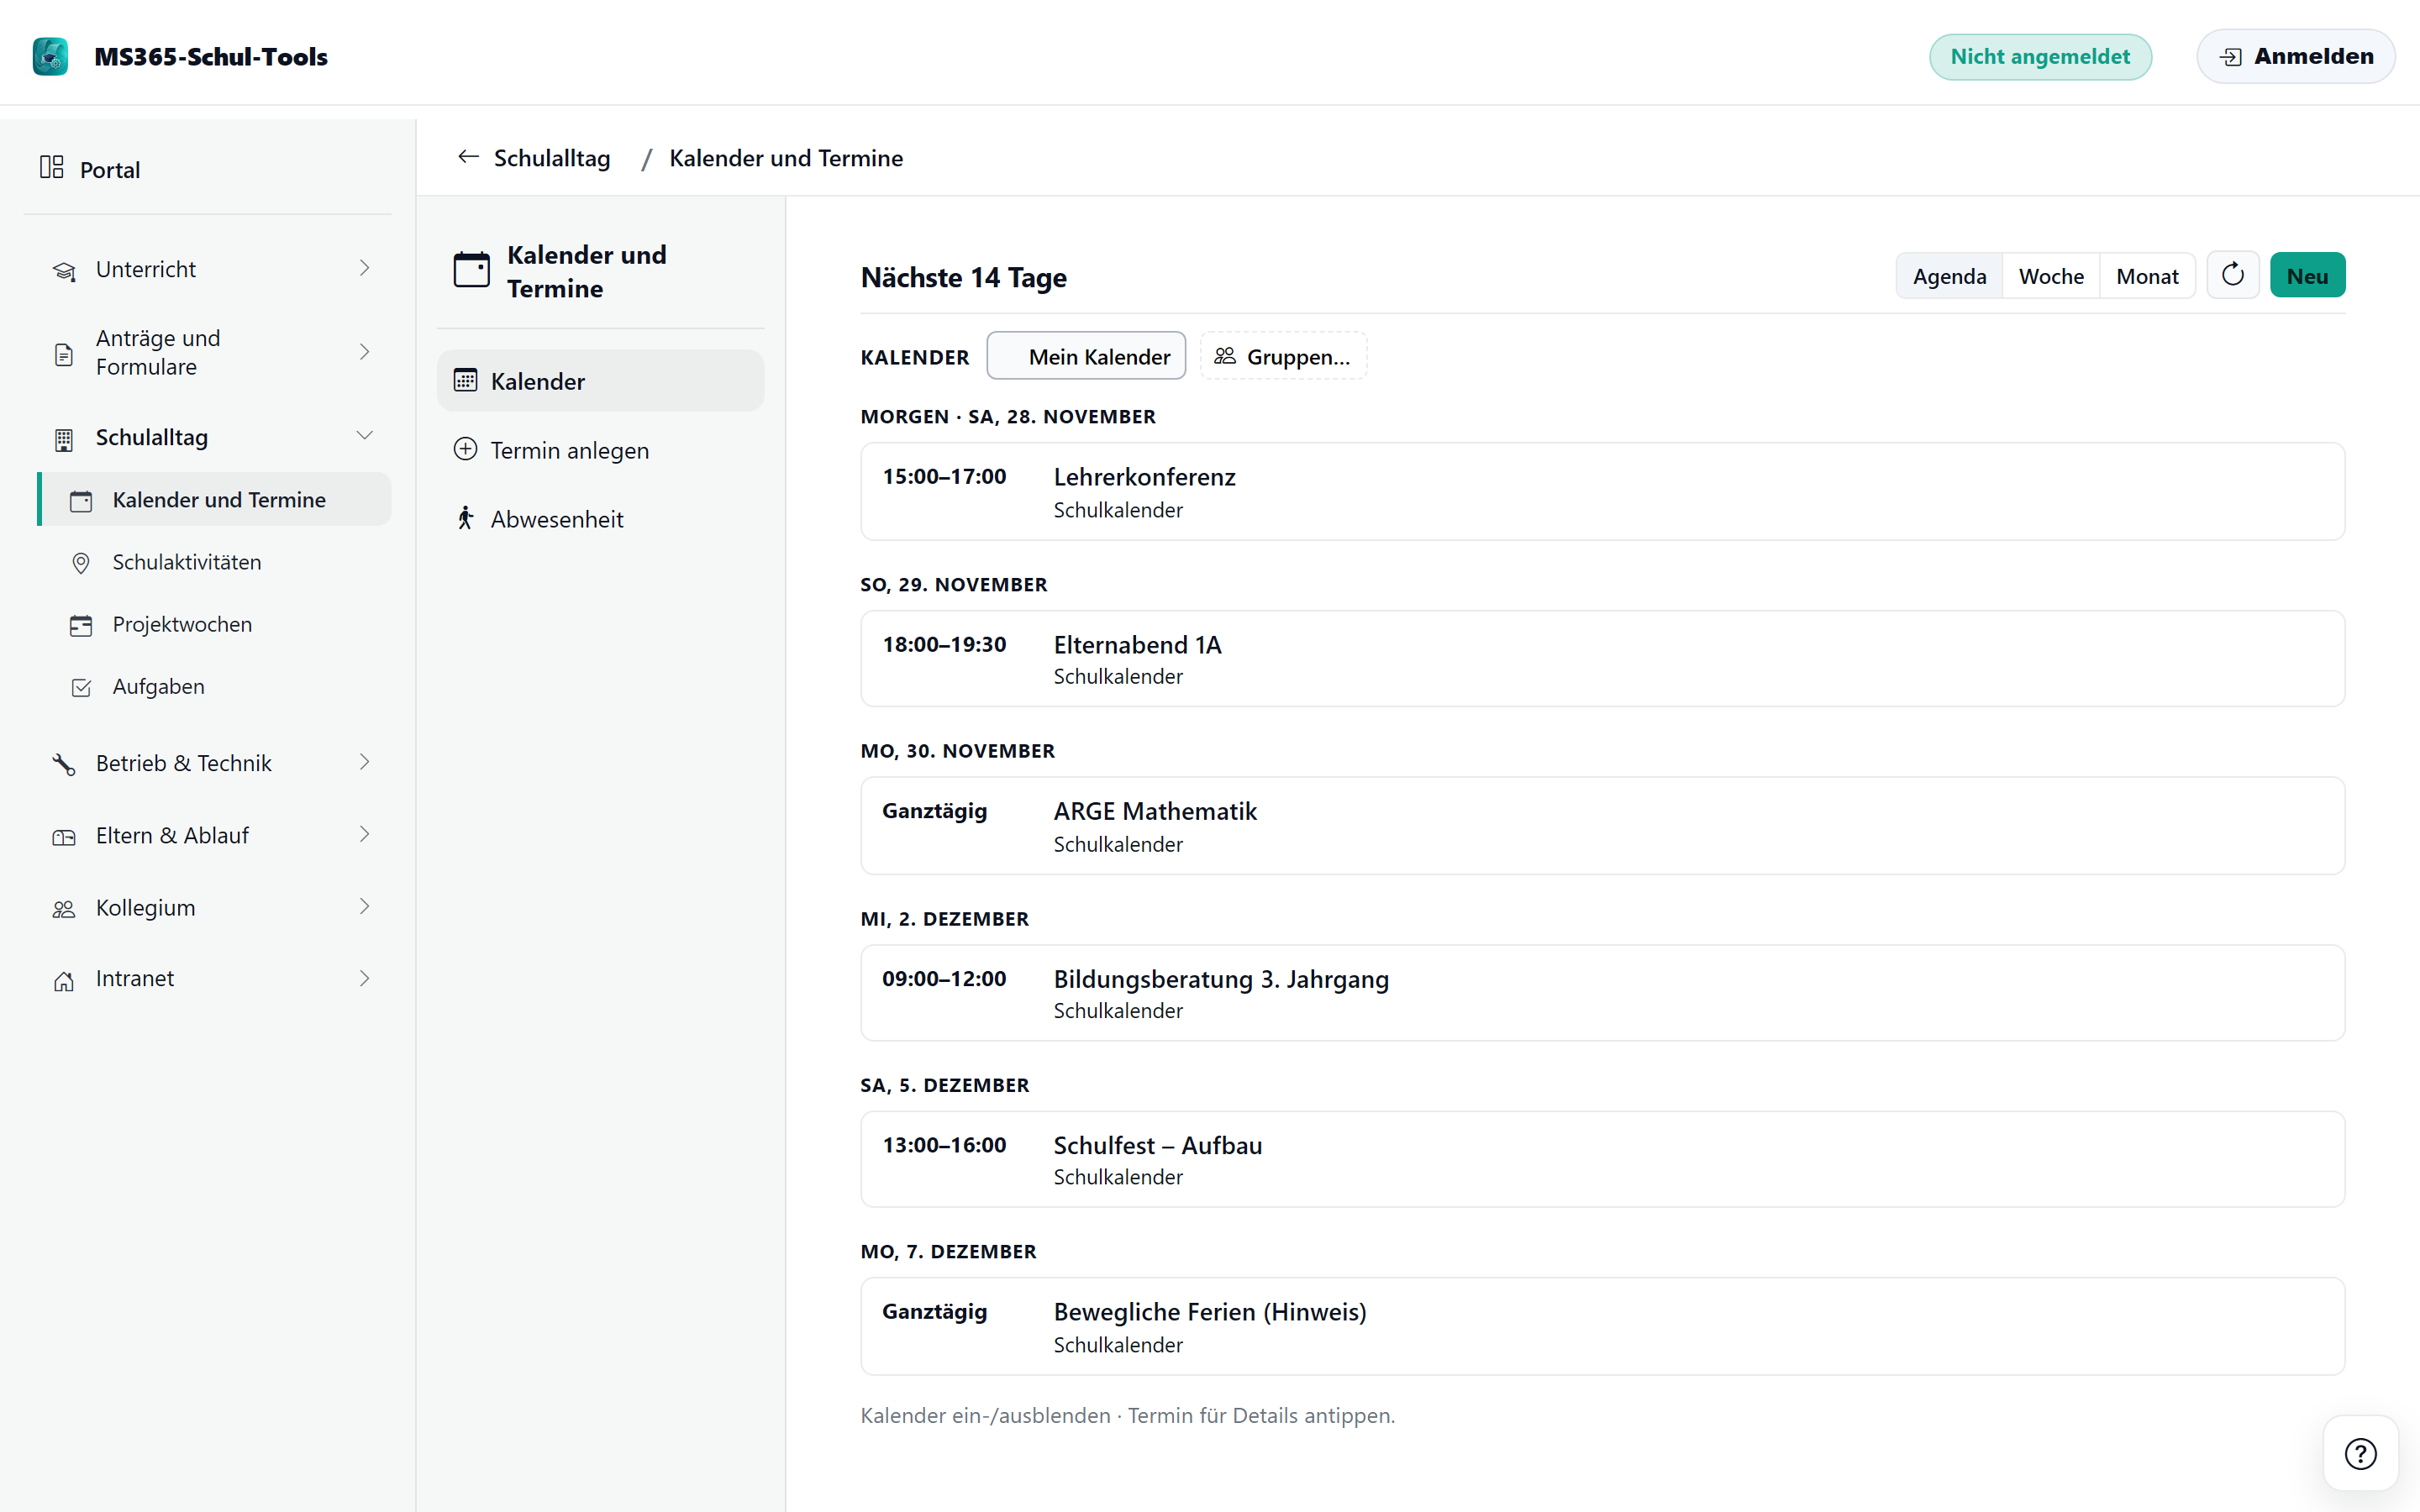 MS365-Schul-Tools
Nicht angemeldet
Anmelden
Portal
Unterricht
Anträge und
Formulare
Schulalltag
Kalender und Termine
Schulaktivitäten
Projektwochen
Aufgaben
Betrieb & Technik
Eltern & Ablauf
Kollegium
Intranet
Schulalltag / Kalender und Termine
Kalender und
Termine
Kalender
Termin anlegen
Abwesenheit
Nächste 14 Tage
Agenda Woche Monat
Neu
KALENDER Mein Kalender Gruppen...
MORGEN · SA, 28. NOVEMBER
15:00–17:00 Lehrerkonferenz
Schulkalender
SO, 29. NOVEMBER
18:00–19:30 Elternabend 1A
Schulkalender
MO, 30. NOVEMBER
Ganztägig ARGE Mathematik
Schulkalender
MI, 2. DEZEMBER
09:00–12:00 Bildungsberatung 3. Jahrgang
Schulkalender
SA, 5. DEZEMBER
13:00–16:00 Schulfest – Aufbau
Schulkalender
MO, 7. DEZEMBER
Ganztägig Bewegliche Ferien (Hinweis)
Schulkalender
Kalender ein-/ausblenden · Termin für Details antippen.
?